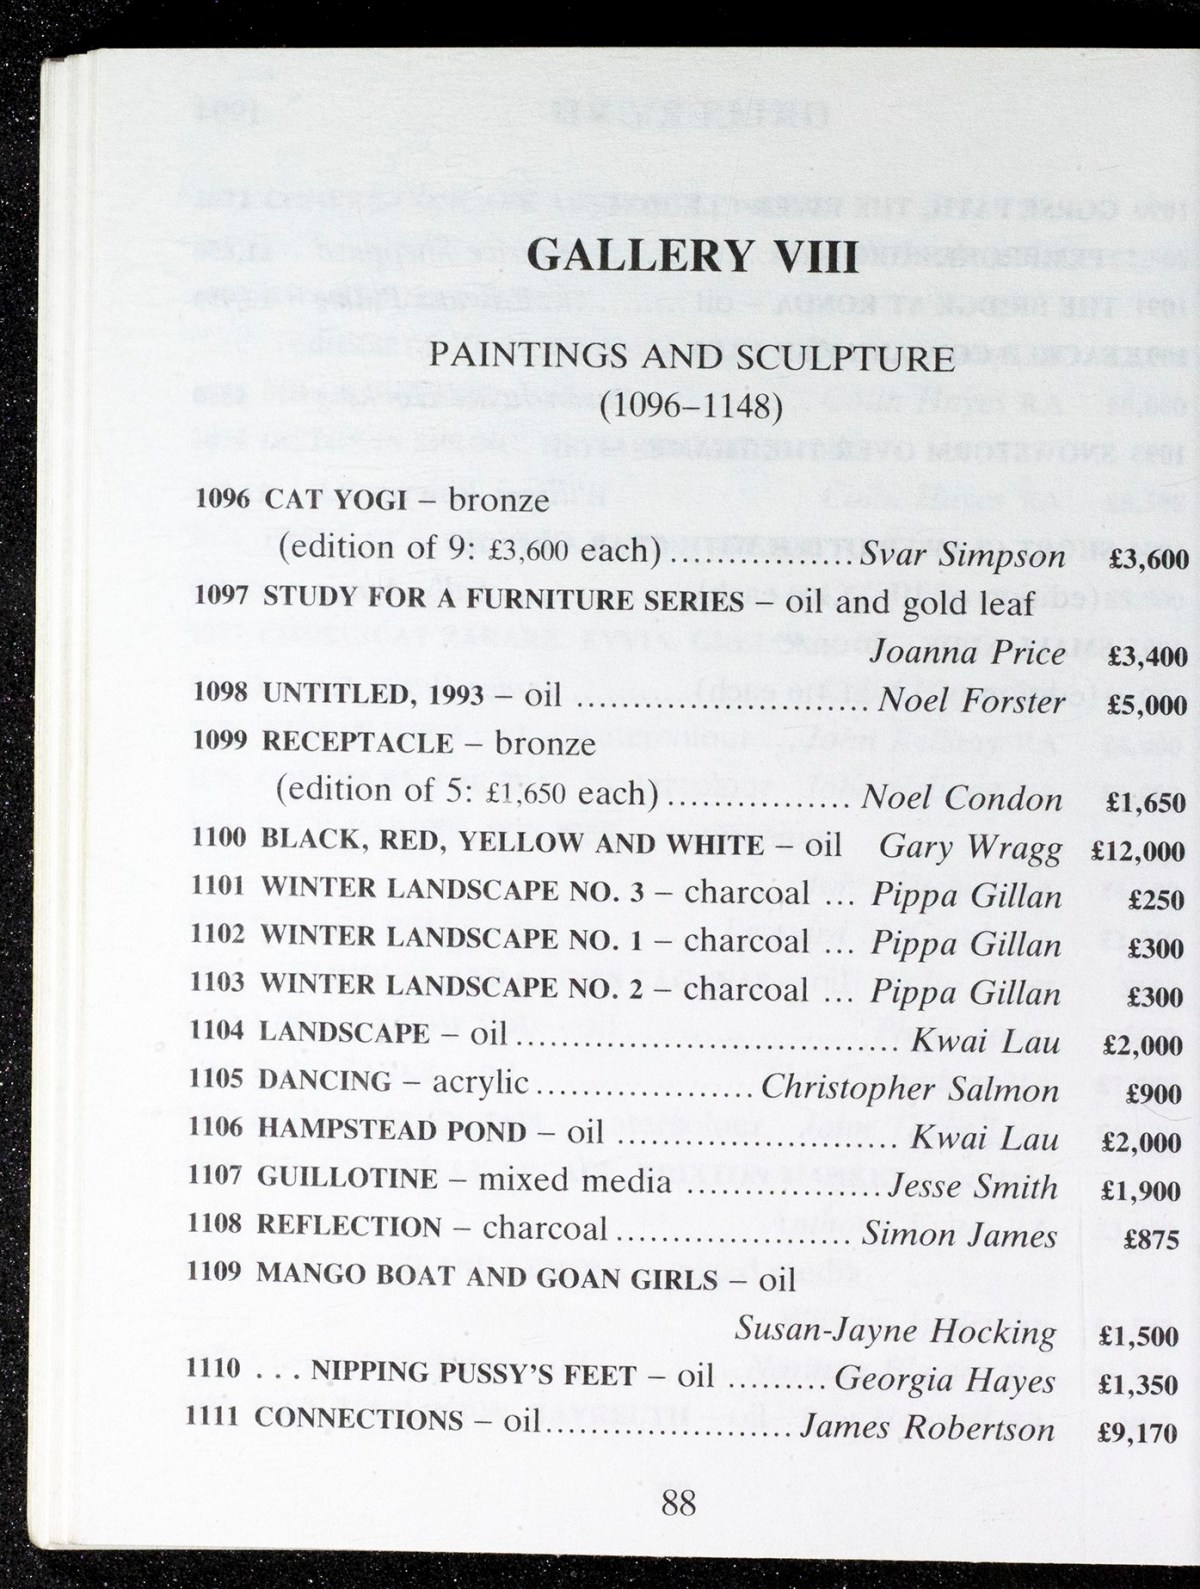 GALLERY VIII
PAINTINGS AND SCULPTURE
(1096–1148)
1096 CAT YOGI – bronze
(edition of 9: £3,600 each) ................ Svar Simpson £3,600
1097 STUDY FOR A FURNITURE SERIES – oil and gold leaf
Joanna Price £3,400
1098 UNTITLED, 1993 – oil ......................... Noel Forster £5,000
1099 RECEPTACLE – bronze
(edition of 5: £1,650 each) ................ Noel Condon £1,650
1100 BLACK, RED, YELLOW AND WHITE – oil Gary Wragg £12,000
1101 WINTER LANDSCAPE NO. 3 – charcoal ... Pippa Gillan £250
1102 WINTER LANDSCAPE NO. 1 – charcoal ... Pippa Gillan £300
1103 WINTER LANDSCAPE NO. 2 – charcoal ... Pippa Gillan £300
1104 LANDSCAPE – oil ................................. Kwai Lau £2,000
1105 DANCING – acrylic ................... Christopher Salmon £900
1106 HAMPSTEAD POND – oil ........................ Kwai Lau £2,000
1107 GUILLOTINE – mixed media ................. Jesse Smith £1,900
1108 REFLECTION – charcoal ..................... Simon James £875
1109 MANGO BOAT AND GOAN GIRLS – oil
Susan-Jayne Hocking £1,500
1110 . . . NIPPING PUSSY'S FEET – oil ......... Georgia Hayes £1,350
1111 CONNECTIONS – oil ...................... James Robertson £9,170
88